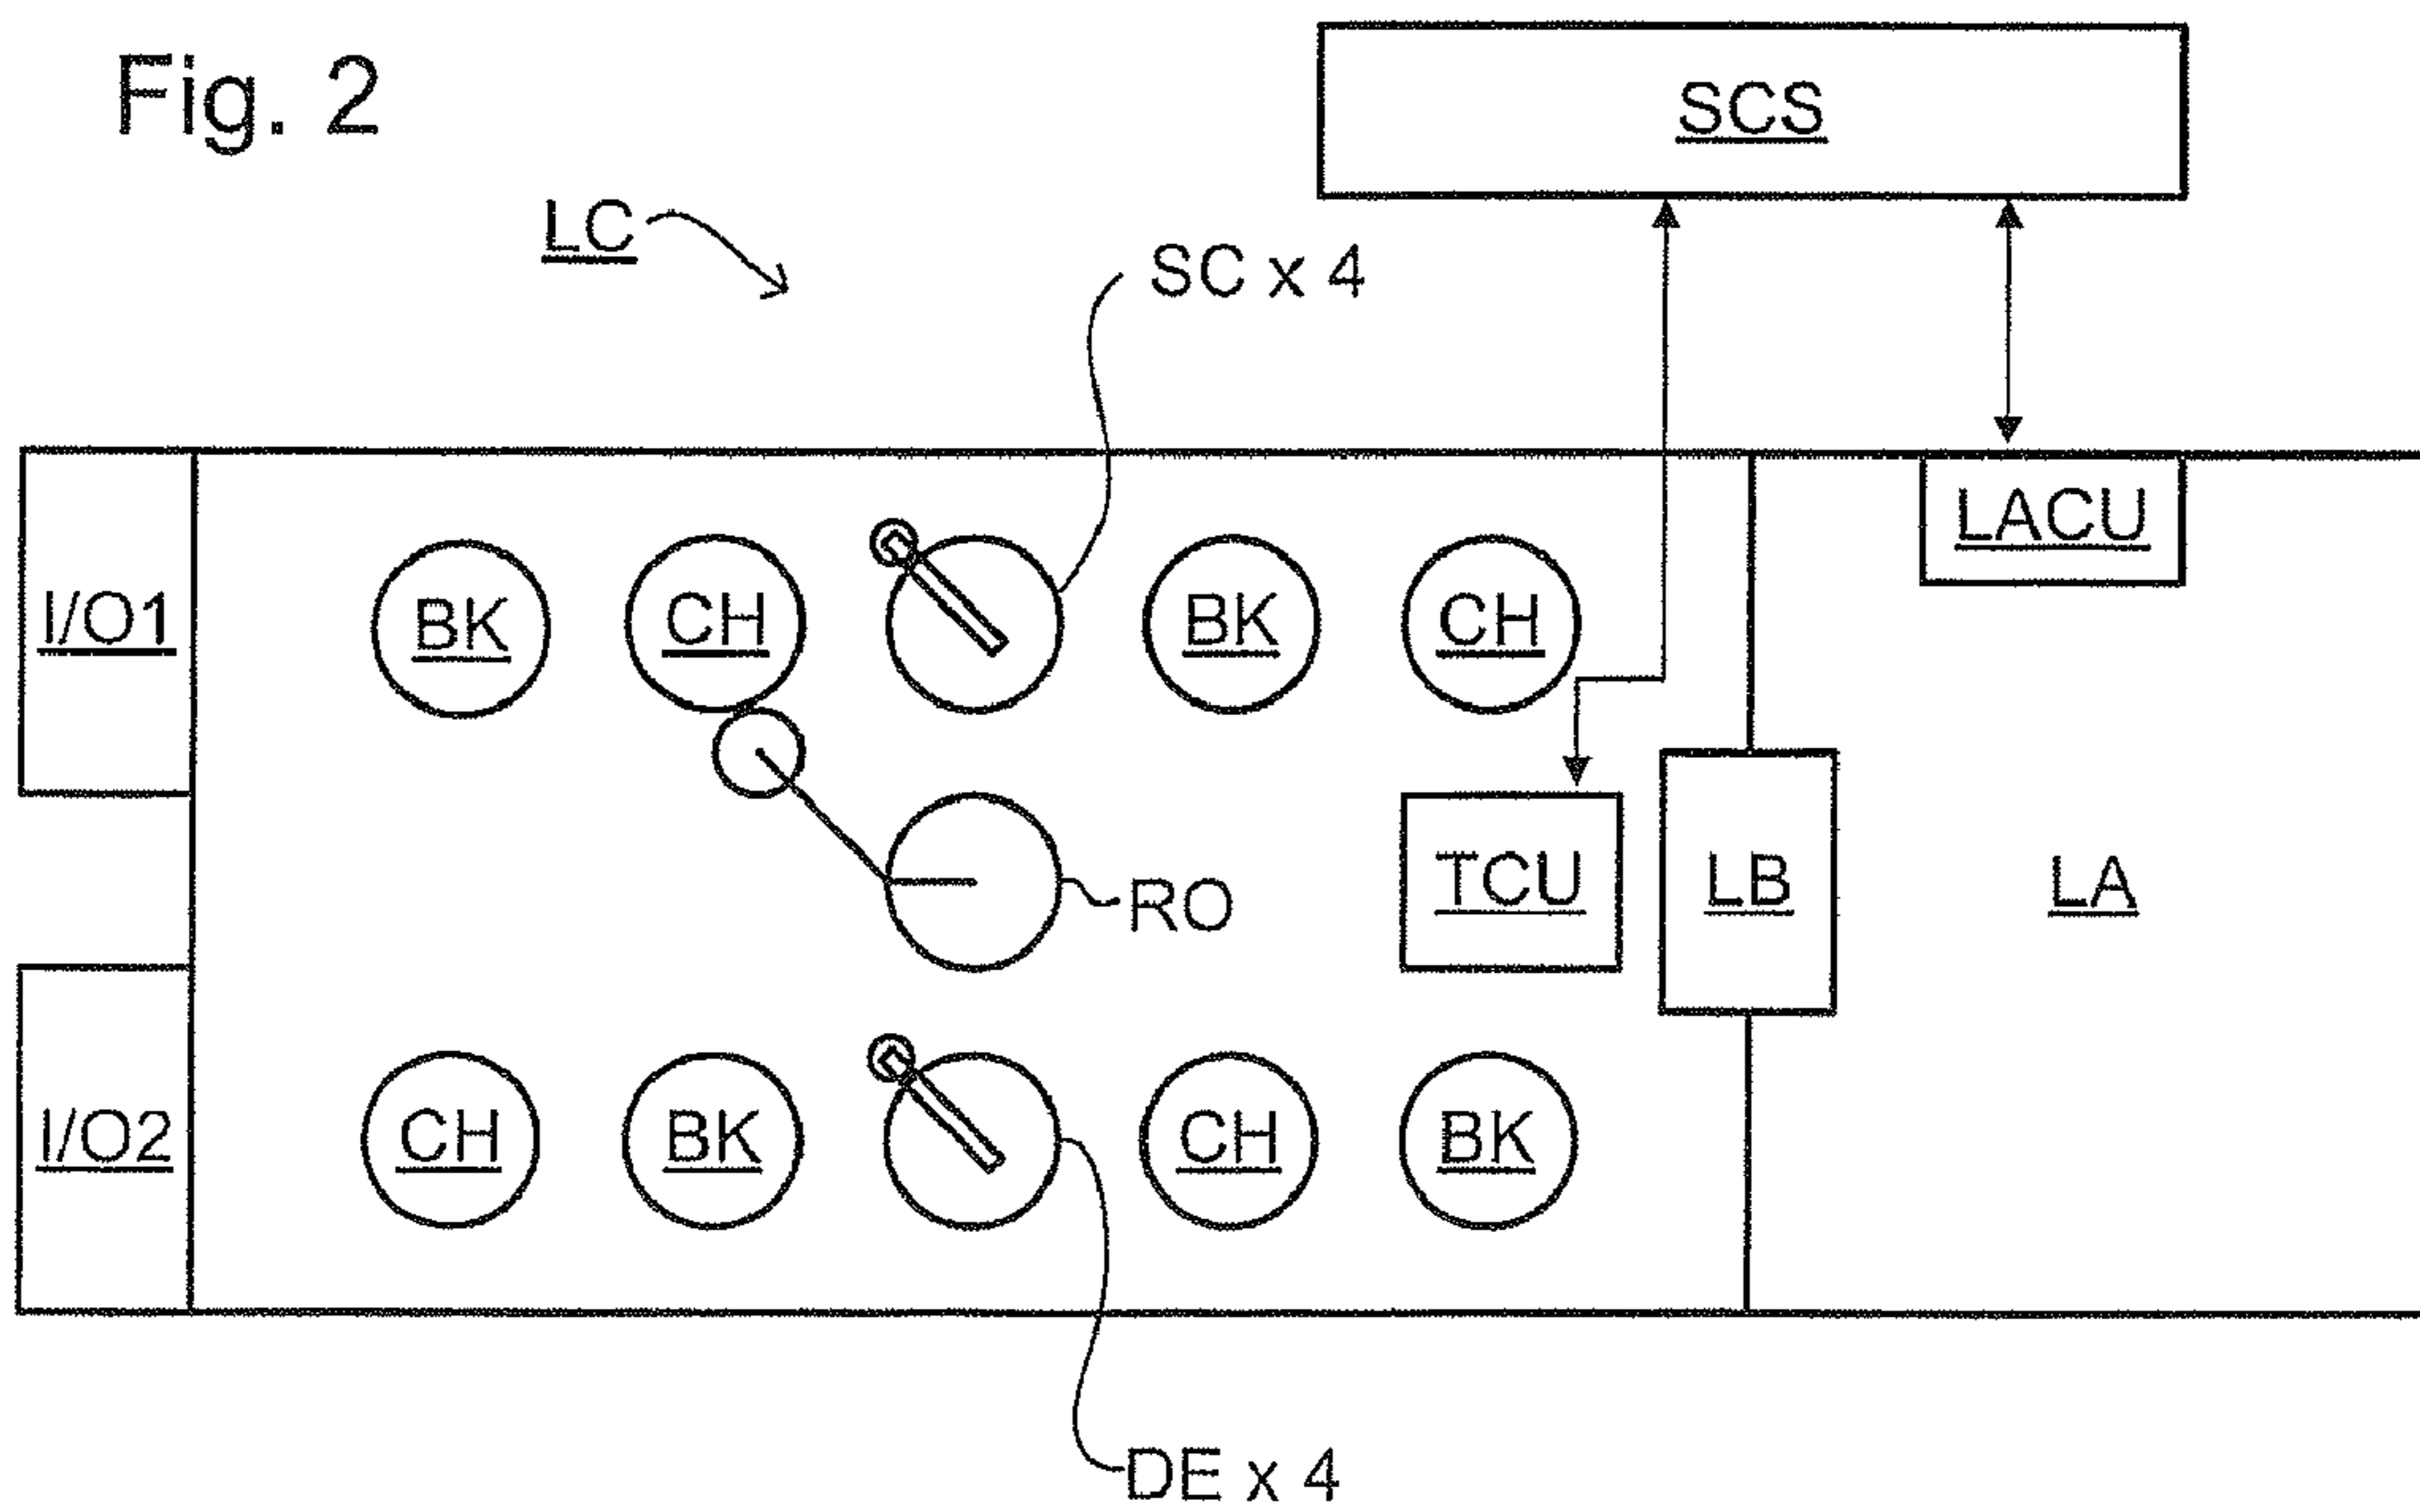 Fig. 2
SCS
LC
SC x 4
LACU
I/O1
BK
CH
BK
CH
TCU
LB
LA
RO
I/O2
CH
BK
CH
BK
DE x 4